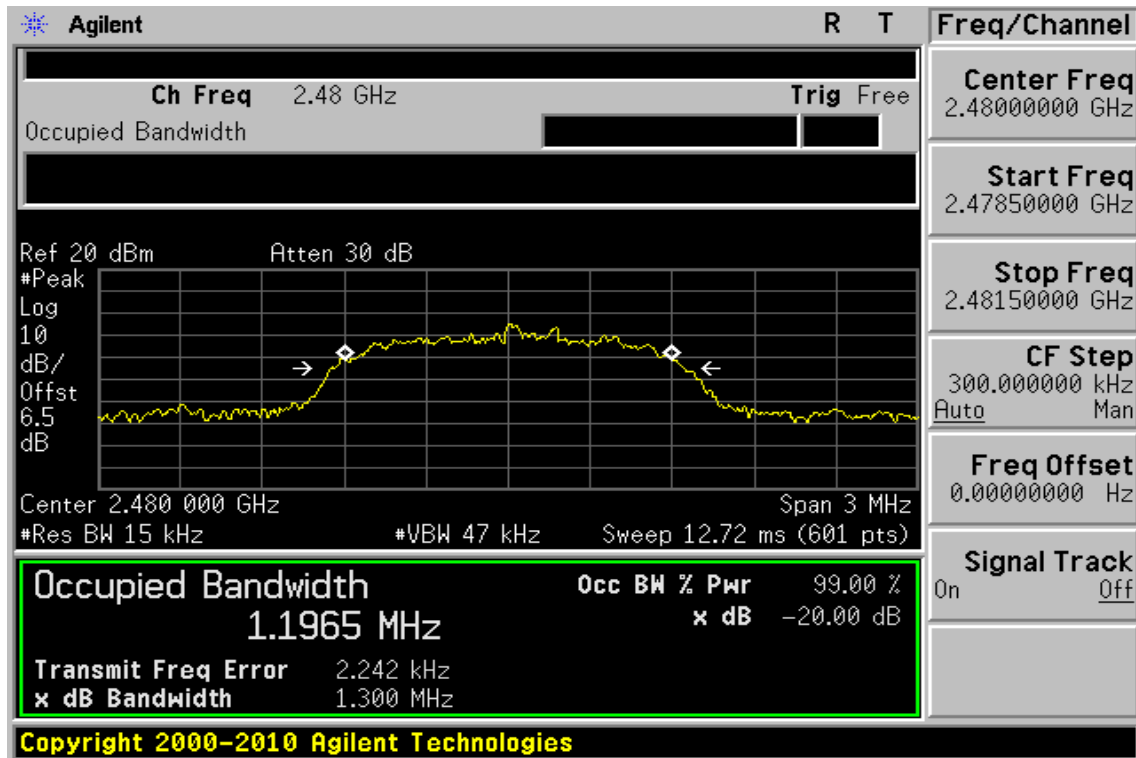 Agilent R T
Ch Freq 2.48 GHz Trig Free
Occupied Bandwidth
Ref 20 dBm Atten 30 dB
#Peak
Log
10
dB/
Offst
6.5
dB
Center 2.480 000 GHz Span 3 MHz
#Res BW 15 kHz #VBW 47 kHz Sweep 12.72 ms (601 pts)
Occupied Bandwidth
1.1965 MHz
Occ BW % Pwr 99.00 %
x dB -20.00 dB
Transmit Freq Error 2.242 kHz
x dB Bandwidth 1.300 MHz
Copyright 2000-2010 Agilent Technologies
Freq/Channel
Center Freq
2.48000000 GHz
Start Freq
2.47850000 GHz
Stop Freq
2.48150000 GHz
CF Step
300.000000 kHz
Auto Man
Freq Offset
0.00000000 Hz
Signal Track
On Off